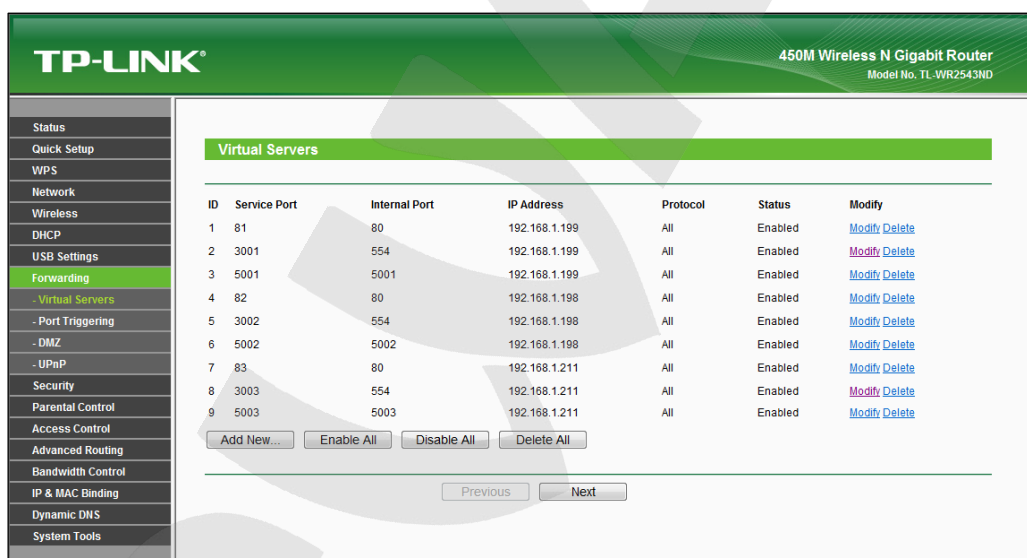 TP-LINK®
450M Wireless N Gigabit Router
Model No. TL-WR2543ND
Status
Quick Setup
WPS
Network
Wireless
DHCP
USB Settings
Forwarding
- Virtual Servers
- Port Triggering
- DMZ
- UPnP
Security
Parental Control
Access Control
Advanced Routing
Bandwidth Control
IP & MAC Binding
Dynamic DNS
System Tools
Virtual Servers
ID Service Port Internal Port IP Address Protocol Status Modify
1 81 80 192.168.1.199 All Enabled Modify Delete
2 3001 554 192.168.1.199 All Enabled Modify Delete
3 5001 5001 192.168.1.199 All Enabled Modify Delete
4 82 80 192.168.1.198 All Enabled Modify Delete
5 3002 554 192.168.1.198 All Enabled Modify Delete
6 5002 5002 192.168.1.198 All Enabled Modify Delete
7 83 80 192.168.1.211 All Enabled Modify Delete
8 3003 554 192.168.1.211 All Enabled Modify Delete
9 5003 5003 192.168.1.211 All Enabled Modify Delete
Add New... Enable All Disable All Delete All
Previous Next